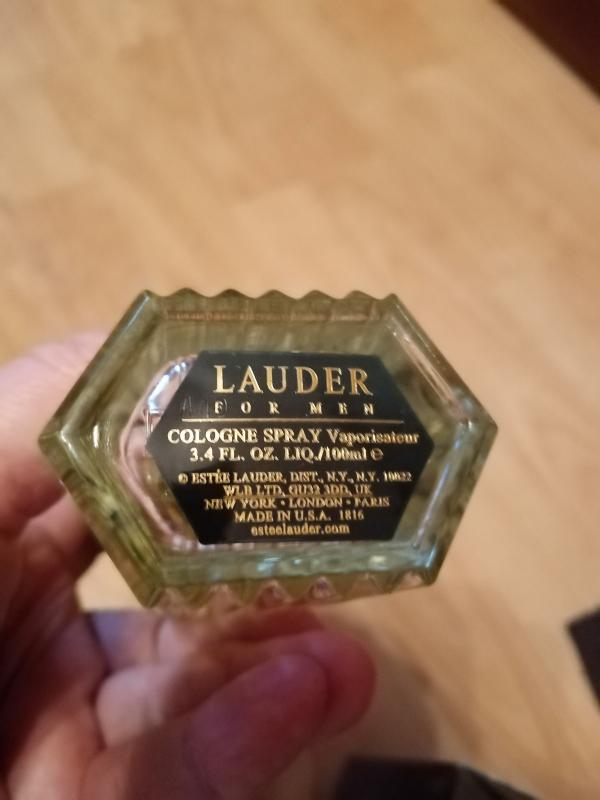 LAUDER
FOR MEN
COLOGNE SPRAY Vaporisateur
3.4 FL. OZ. LIQ./100ml ℮
© ESTÉE LAUDER, DIST., N.Y., N.Y. 10022
WLB LTD, GU32 3DD, UK
NEW YORK • LONDON • PARIS
MADE IN U.S.A. 1816
esteelauder.com